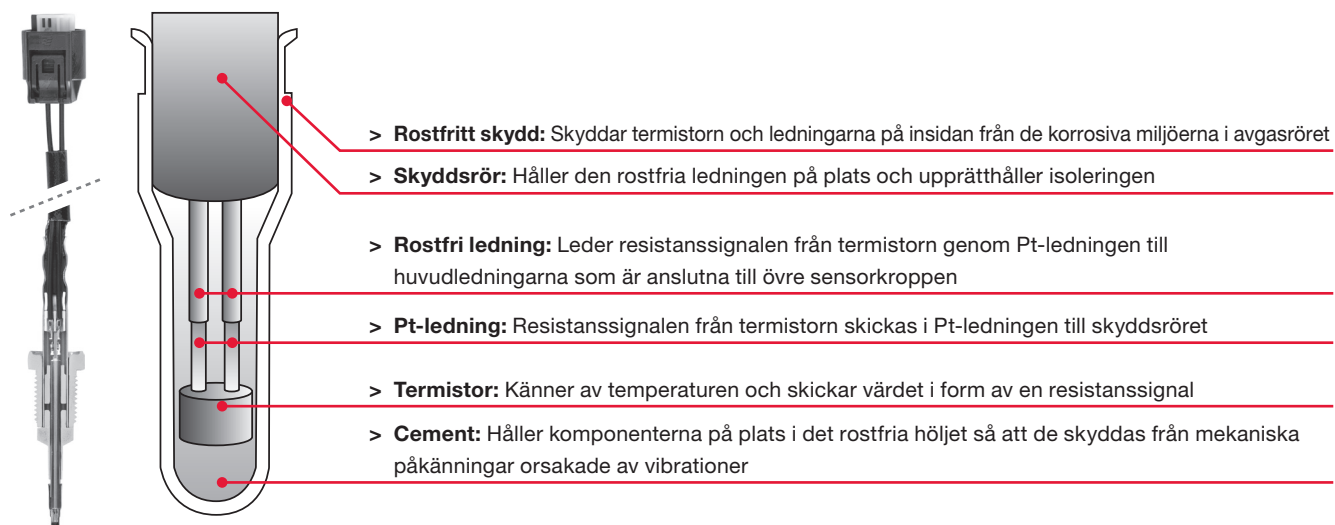 > Rostfritt skydd: Skyddar termistorn och ledningarna på insidan från de korrosiva miljöerna i avgasröret
> Skyddsrör: Håller den rostfria ledningen på plats och upprätthåller isoleringen
> Rostfri ledning: Leder resistanssignalen från termistorn genom Pt-ledningen till
huvudledningarna som är anslutna till övre sensorkroppen
> Pt-ledning: Resistanssignalen från termistorn skickas i Pt-ledningen till skyddsröret
> Termistor: Känner av temperaturen och skickar värdet i form av en resistanssignal
> Cement: Håller komponenterna på plats i det rostfria höljet så att de skyddas från mekaniska
påkänningar orsakade av vibrationer